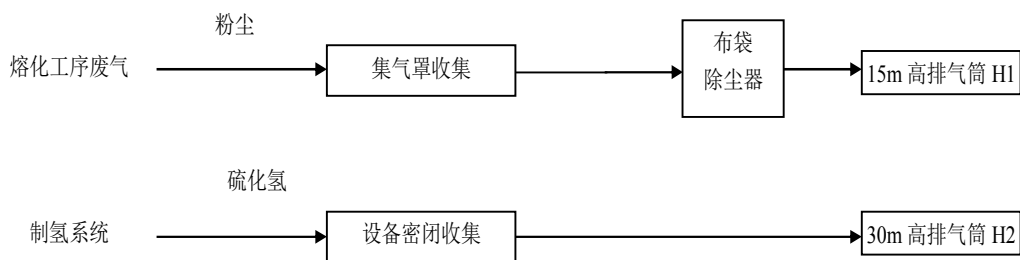 粉尘
熔化工序废气
集气罩收集
布袋
除尘器
15m 高排气筒 H1
硫化氢
制氢系统
设备密闭收集
30m 高排气筒 H2